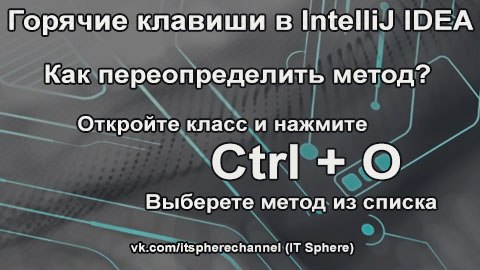 Горячие клавиши в IntelliJ IDEA
Как переопределить метод?
Откройте класс и нажмите
Ctrl + O
Выберете метод из списка
vk.com/itspherechannel (IT Sphere)